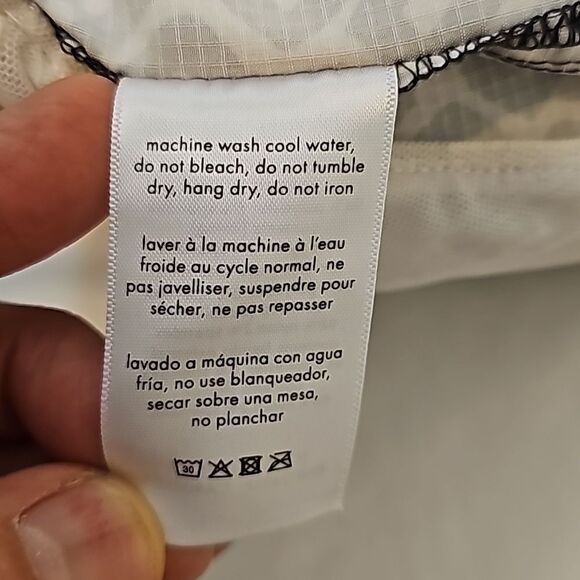 machine wash cool water,
do not bleach, do not tumble
dry, hang dry, do not iron
laver à la machine à l'eau
froide au cycle normal, ne
pas javelliser, suspendre pour
sécher, ne pas repasser
lavado a máquina con agua
fría, no use blanqueador,
secar sobre una mesa,
no planchar
30